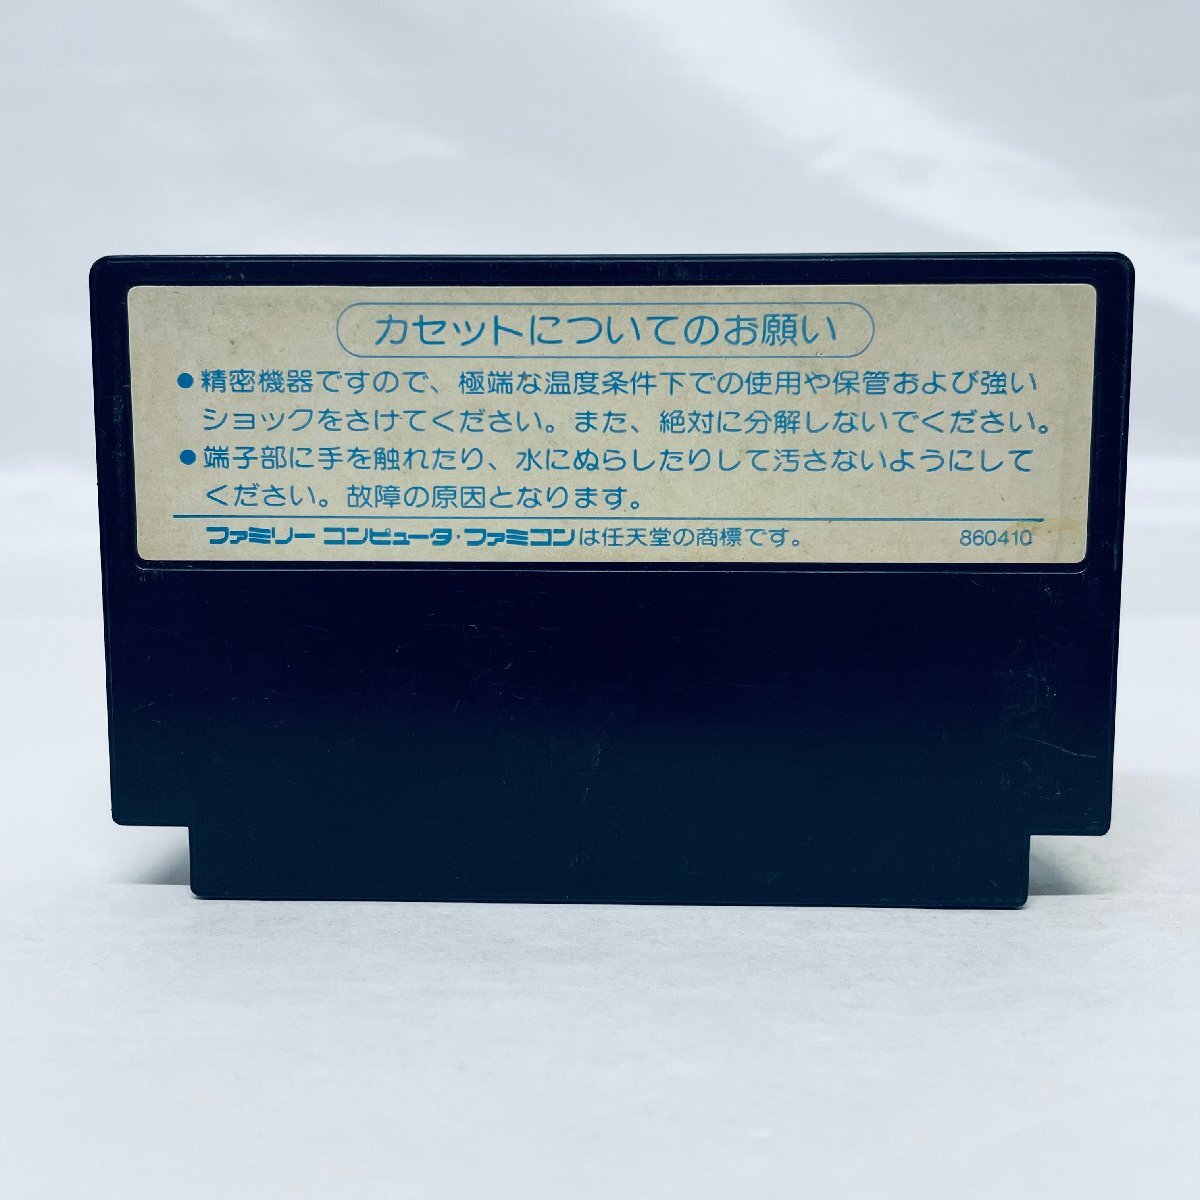 カセットについてのお願い
●精密機器ですので、極端な温度条件下での使用や保管および強い
ショックをさけてください。また、絶対に分解しないでください。
●端子部に手を触れたり、水にぬらしたりして汚さないようにして
ください。故障の原因となります。
ファミリー コンピュータ・ファミコンは任天堂の商標です。 860410